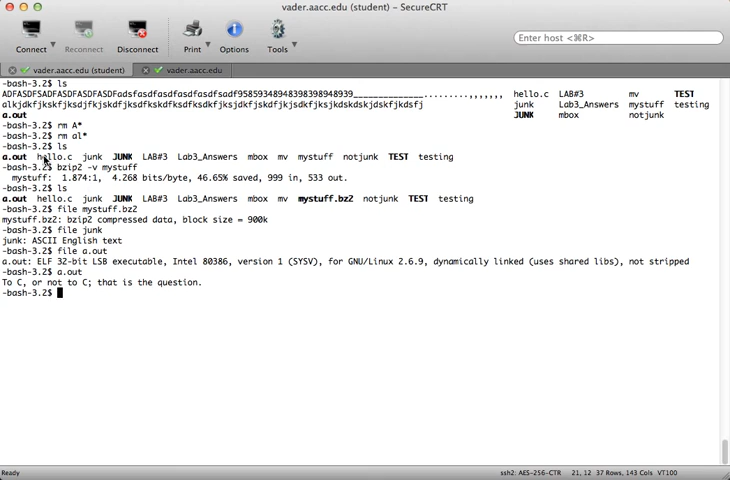 vader.aacc.edu (student) – SecureCRT
Connect
Reconnect
Disconnect
Print
Options
Tools
Enter host <⌘R>
vader.aacc.edu (student)
vader.aacc.edu
-bash-3.2$ ls
hello.c LAB#3 mv TEST
junk Lab3_Answers mystuff testing
a.out JUNK mbox notjunk
-bash-3.2$ rm A*
-bash-3.2$ rm al*
-bash-3.2$ ls
a.out hello.c junk JUNK LAB#3 Lab3_Answers mbox mv mystuff notjunk TEST testing
-bash-3.2$ bzip2 -v mystuff
mystuff: 1.874:1, 4.268 bits/byte, 46.65% saved, 999 in, 533 out.
-bash-3.2$ ls
a.out hello.c junk JUNK LAB#3 Lab3_Answers mbox mv mystuff.bz2 notjunk TEST testing
-bash-3.2$ file mystuff.bz2
mystuff.bz2: bzip2 compressed data, block size = 900k
-bash-3.2$ file junk
junk: ASCII English text
-bash-3.2$ file a.out
a.out: ELF 32-bit LSB executable, Intel 80386, version 1 (SYSV), for GNU/Linux 2.6.9, dynamically linked (uses shared libs), not stripped
-bash-3.2$ a.out
To C, or not to C; that is the question.
-bash-3.2$
Ready
ssh2: AES-256-CTR 21, 12 37 Rows, 143 Cols VT100